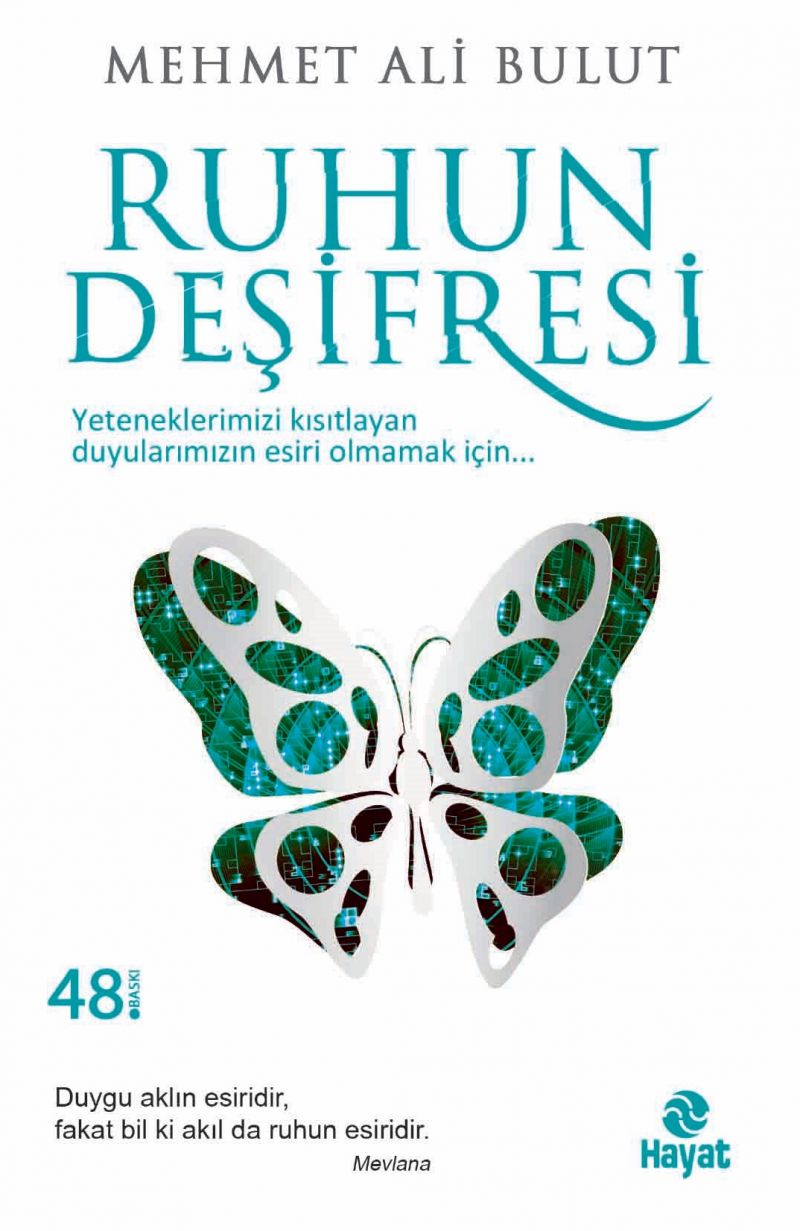 MEHMET ALİ BULUT
RUHUN
DEŞİFRESİ
Yeteneklerimizi kısıtlayan
duyularımızın esiri olmamak için...
48. BASKI
Duygu aklın esiridir,
fakat bil ki akıl da ruhun esiridir.
Mevlana
Hayat